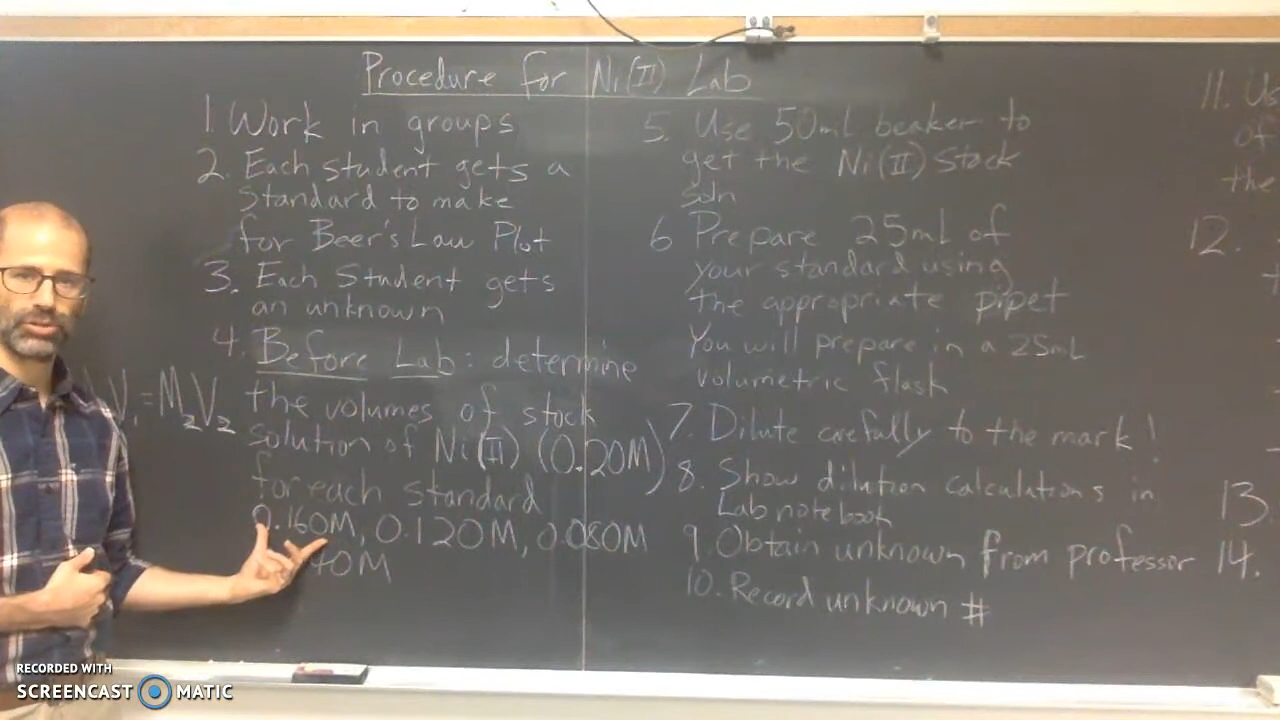 Procedure for Ni(II) Lab
1. Work in groups
2. Each student gets a
standard to make
for Beer's Law Plot
3. Each Student gets
an unknown
4. Before Lab: determine
the volumes of stock
solution of Ni(II) (0.20M)
for each standard
0.160M, 0.120M, 0.080M
40M
V₁=M₂V₂
5. Use 50mL beaker to
get the Ni(II) Stock
soln
6 Prepare 25mL of
your standard using
the appropriate pipet
You will prepare in a 25mL
volumetric flask
7. Dilute carefully to the mark!
8. Show dilution calculations in
Lab notebook
9. Obtain unknown from professor
10. Record unknown #
11. Us
of
the
12.
13.
14.
RECORDED WITH
SCREENCAST MATIC